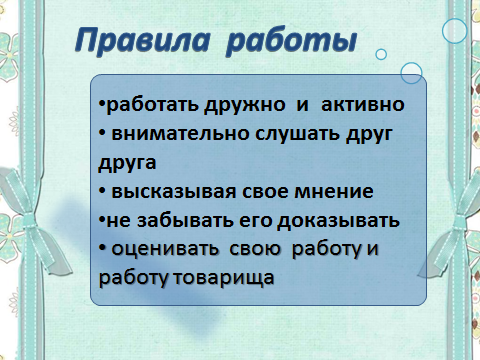 Правила работы
•работать дружно и активно
• внимательно слушать друг
друга
• высказывая свое мнение
•не забывать его доказывать
• оценивать свою работу и
работу товарища